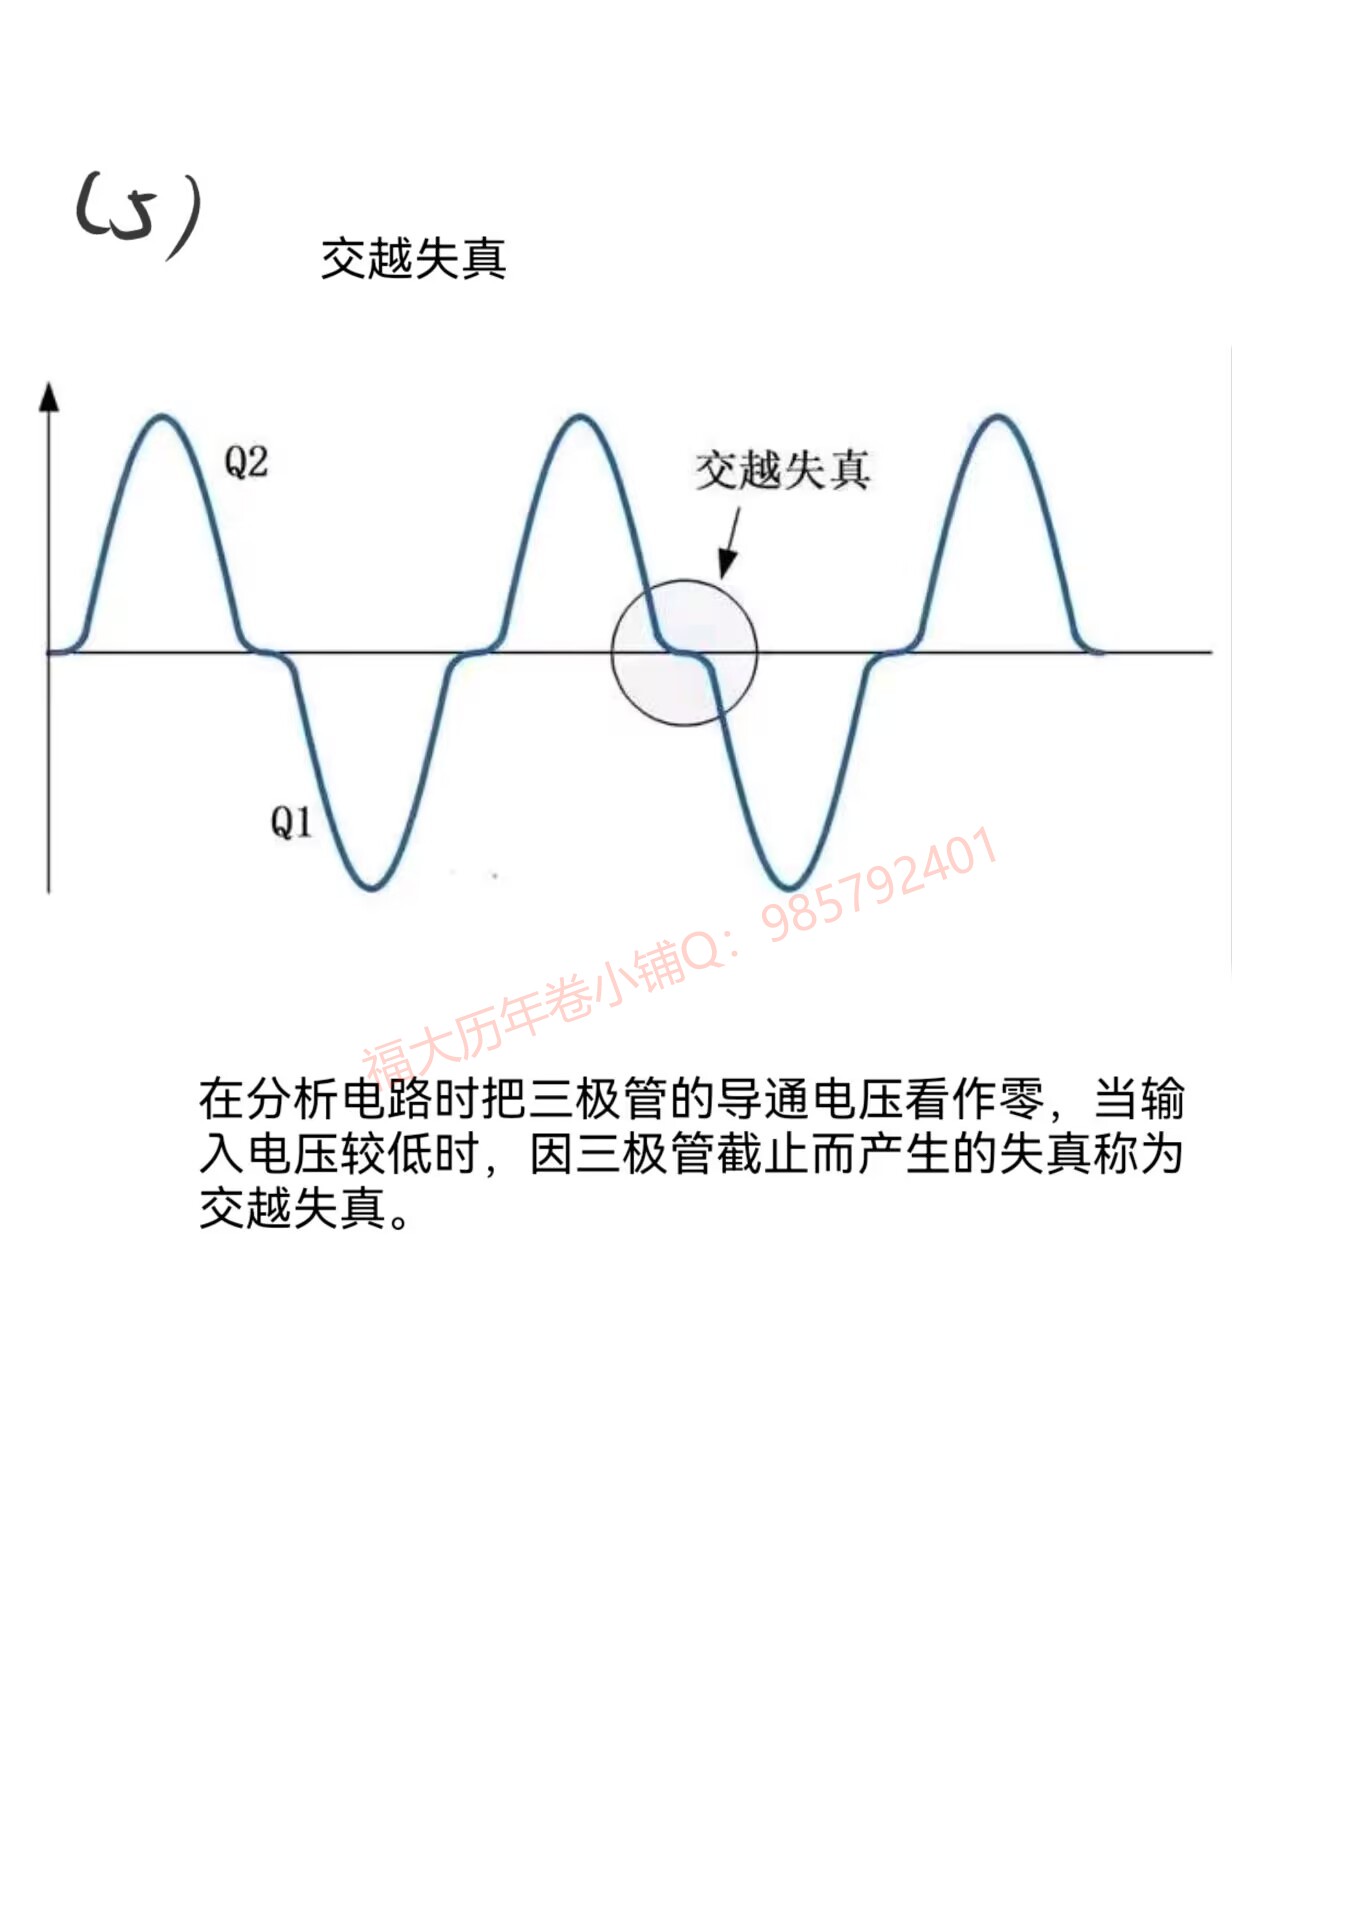 (5)
交越失真
Q2
交越失真
Q1
福大历年卷小铺Q：985792401
在分析电路时把三极管的导通电压看作零，当输
入电压较低时，因三极管截止而产生的失真称为
交越失真。